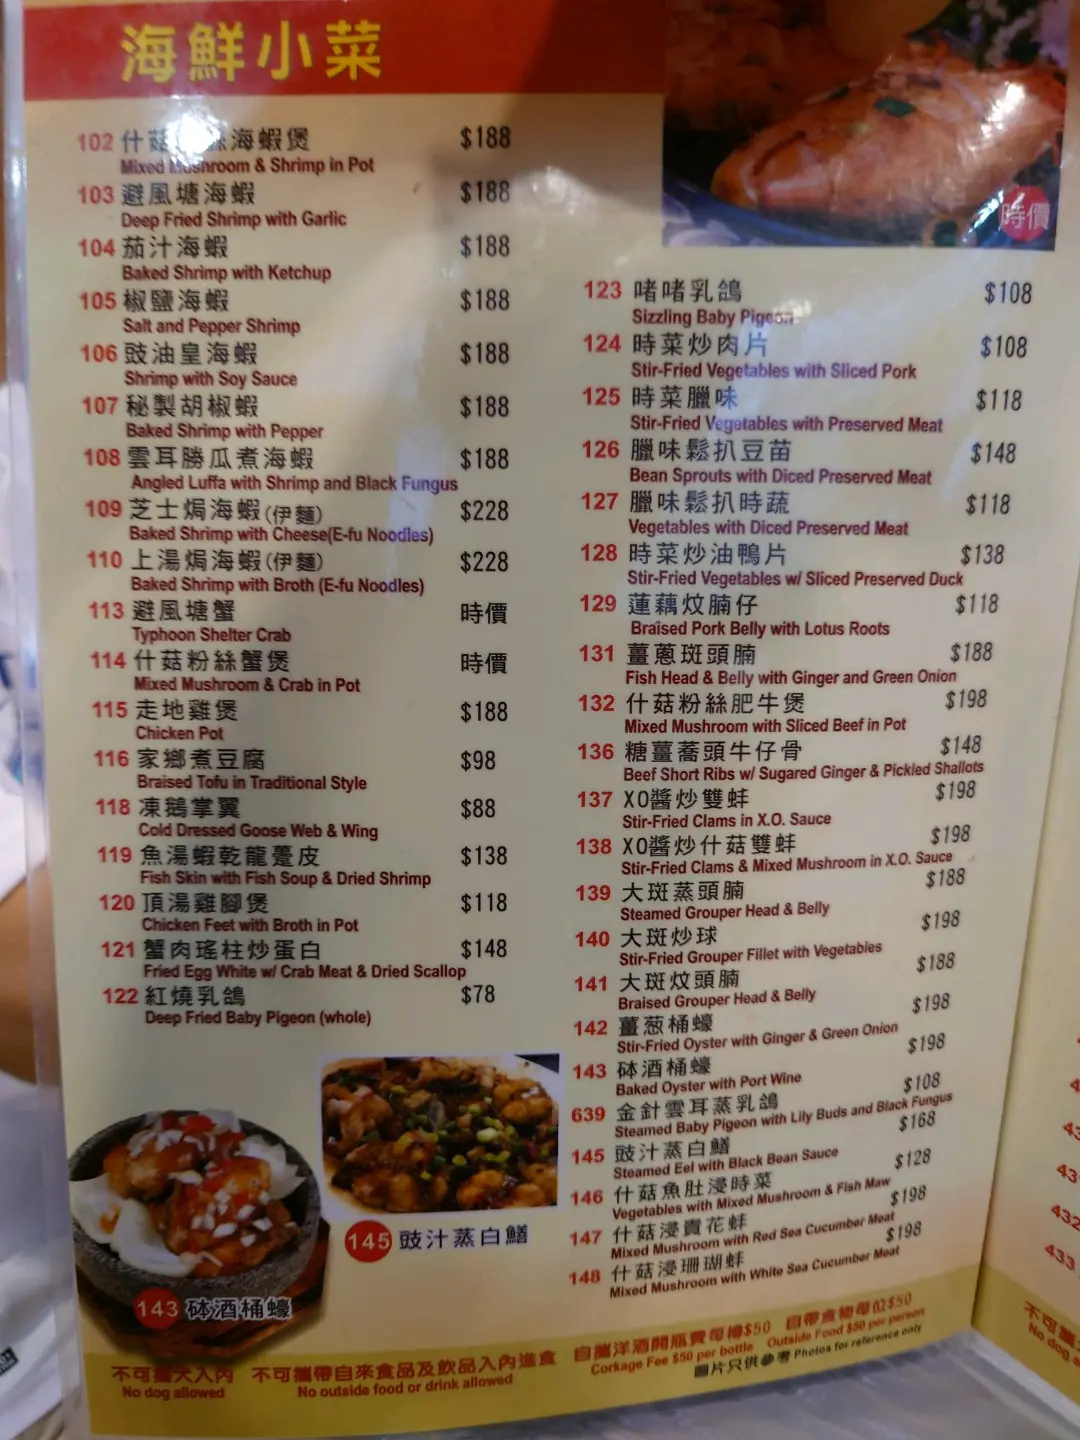 海鮮小菜
時價
102 什菇 海蝦煲 $188
Mixed Mushroom & Shrimp in Pot
103 避風塘海蝦 $188
Deep Fried Shrimp with Garlic
104 茄汁海蝦 $188
Baked Shrimp with Ketchup
105 椒鹽海蝦 $188
Salt and Pepper Shrimp
106 豉油皇海蝦 $188
Shrimp with Soy Sauce
107 秘製胡椒蝦 $188
Baked Shrimp with Pepper
108 雲耳勝瓜煮海蝦 $188
Angled Luffa with Shrimp and Black Fungus
109 芝士焗海蝦(伊麵) $228
Baked Shrimp with Cheese(E-fu Noodles)
110 上湯焗海蝦(伊麵) $228
Baked Shrimp with Broth (E-fu Noodles)
113 避風塘蟹 時價
Typhoon Shelter Crab
114 什菇粉絲蟹煲 時價
Mixed Mushroom & Crab in Pot
115 走地雞煲 $188
Chicken Pot
116 家鄉煮豆腐 $98
Braised Tofu in Traditional Style
118 凍鵝掌翼 $88
Cold Dressed Goose Web & Wing
119 魚湯蝦乾龍躉皮 $138
Fish Skin with Fish Soup & Dried Shrimp
120 頂湯雞腳煲 $118
Chicken Feet with Broth in Pot
121 蟹肉瑤柱炒蛋白 $148
Fried Egg White w/ Crab Meat & Dried Scallop
122 紅燒乳鴿 $78
Deep Fried Baby Pigeon (whole)
123 啫啫乳鴿 $108
Sizzling Baby Pigeon
124 時菜炒肉片 $108
Stir-Fried Vegetables with Sliced Pork
125 時菜臘味 $118
Stir-Fried Vegetables with Preserved Meat
126 臘味鬆扒豆苗 $148
Bean Sprouts with Diced Preserved Meat
127 臘味鬆扒時蔬 $118
Vegetables with Diced Preserved Meat
128 時菜炒油鴨片 $138
Stir-Fried Vegetables w/ Sliced Preserved Duck
129 蓮藕炆腩仔 $118
Braised Pork Belly with Lotus Roots
131 薑蔥斑頭腩 $188
Fish Head & Belly with Ginger and Green Onion
132 什菇粉絲肥牛煲 $198
Mixed Mushroom with Sliced Beef in Pot
136 糖薑蕎頭牛仔骨 $148
Beef Short Ribs w/ Sugared Ginger & Pickled Shallots
137 XO醬炒雙蚌 $198
Stir-Fried Clams in X.O. Sauce
138 XO醬炒什菇雙蚌 $198
Stir-Fried Clams & Mixed Mushroom in X.O. Sauce
139 大斑蒸頭腩 $188
Steamed Grouper Head & Belly
140 大斑炒球 $198
Stir-Fried Grouper Fillet with Vegetables
141 大斑炆頭腩 $188
Braised Grouper Head & Belly
142 薑葱桶蠔 $198
Stir-Fried Oyster with Ginger & Green Onion
143 砵酒桶蠔 $198
Baked Oyster with Port Wine
639 金針雲耳蒸乳鴿 $108
Steamed Baby Pigeon with Lily Buds and Black Fungus
145 豉汁蒸白鱔 $168
Steamed Eel with Black Bean Sauce
146 什菇魚肚浸時菜 $128
Vegetables with Mixed Mushroom & Fish Maw
147 什菇浸貴花蚌 $198
Mixed Mushroom with Red Sea Cucumber Meat
148 什菇浸珊瑚蚌 $198
Mixed Mushroom with White Sea Cucumber Meat
145 豉汁蒸白鱔
143 砵酒桶蠔
不可攜犬入內 不可攜帶自來食品及飲品入內進食 自攜洋酒開瓶費每樽$50 自帶食物每位$50
No dog allowed No outside food or drink allowed Corkage Fee $50 per bottle Outside Food $50 per person
圖片只供參考 Photos for reference only
432
433
不可攜
No dog a